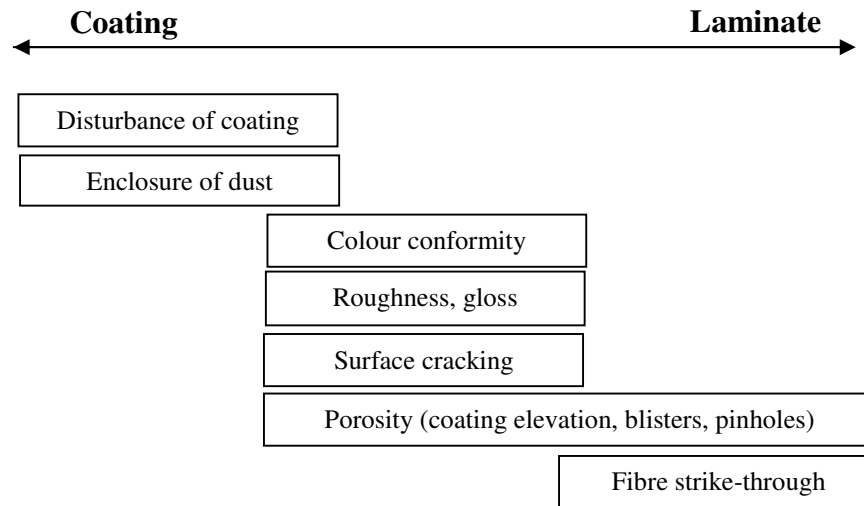 Coating Laminate
Disturbance of coating
Enclosure of dust
Colour conformity
Roughness, gloss
Surface cracking
Porosity (coating elevation, blisters, pinholes)
Fibre strike-through